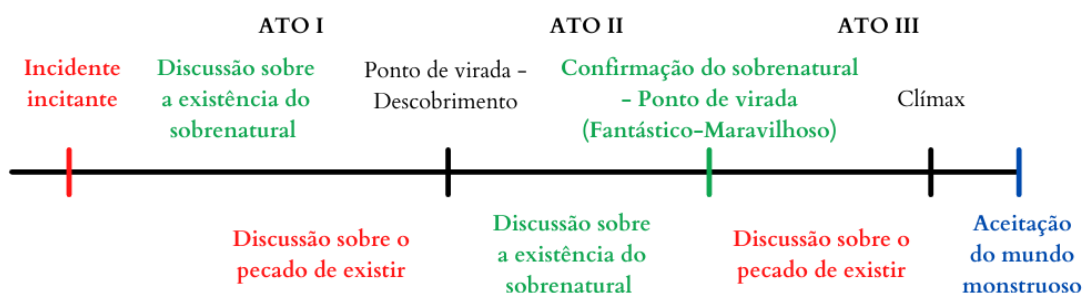 ATO I
ATO II
ATO III
Incidente
incitante
Discussão sobre
a existência do
sobrenatural
Ponto de virada -
Descobrimento
Confirmação do sobrenatural
- Ponto de virada
(Fantástico-Maravilhoso)
Clímax
Discussão sobre o
pecado de existir
Discussão sobre
a existência do
sobrenatural
Discussão sobre o
pecado de existir
Aceitação
do mundo
monstruoso